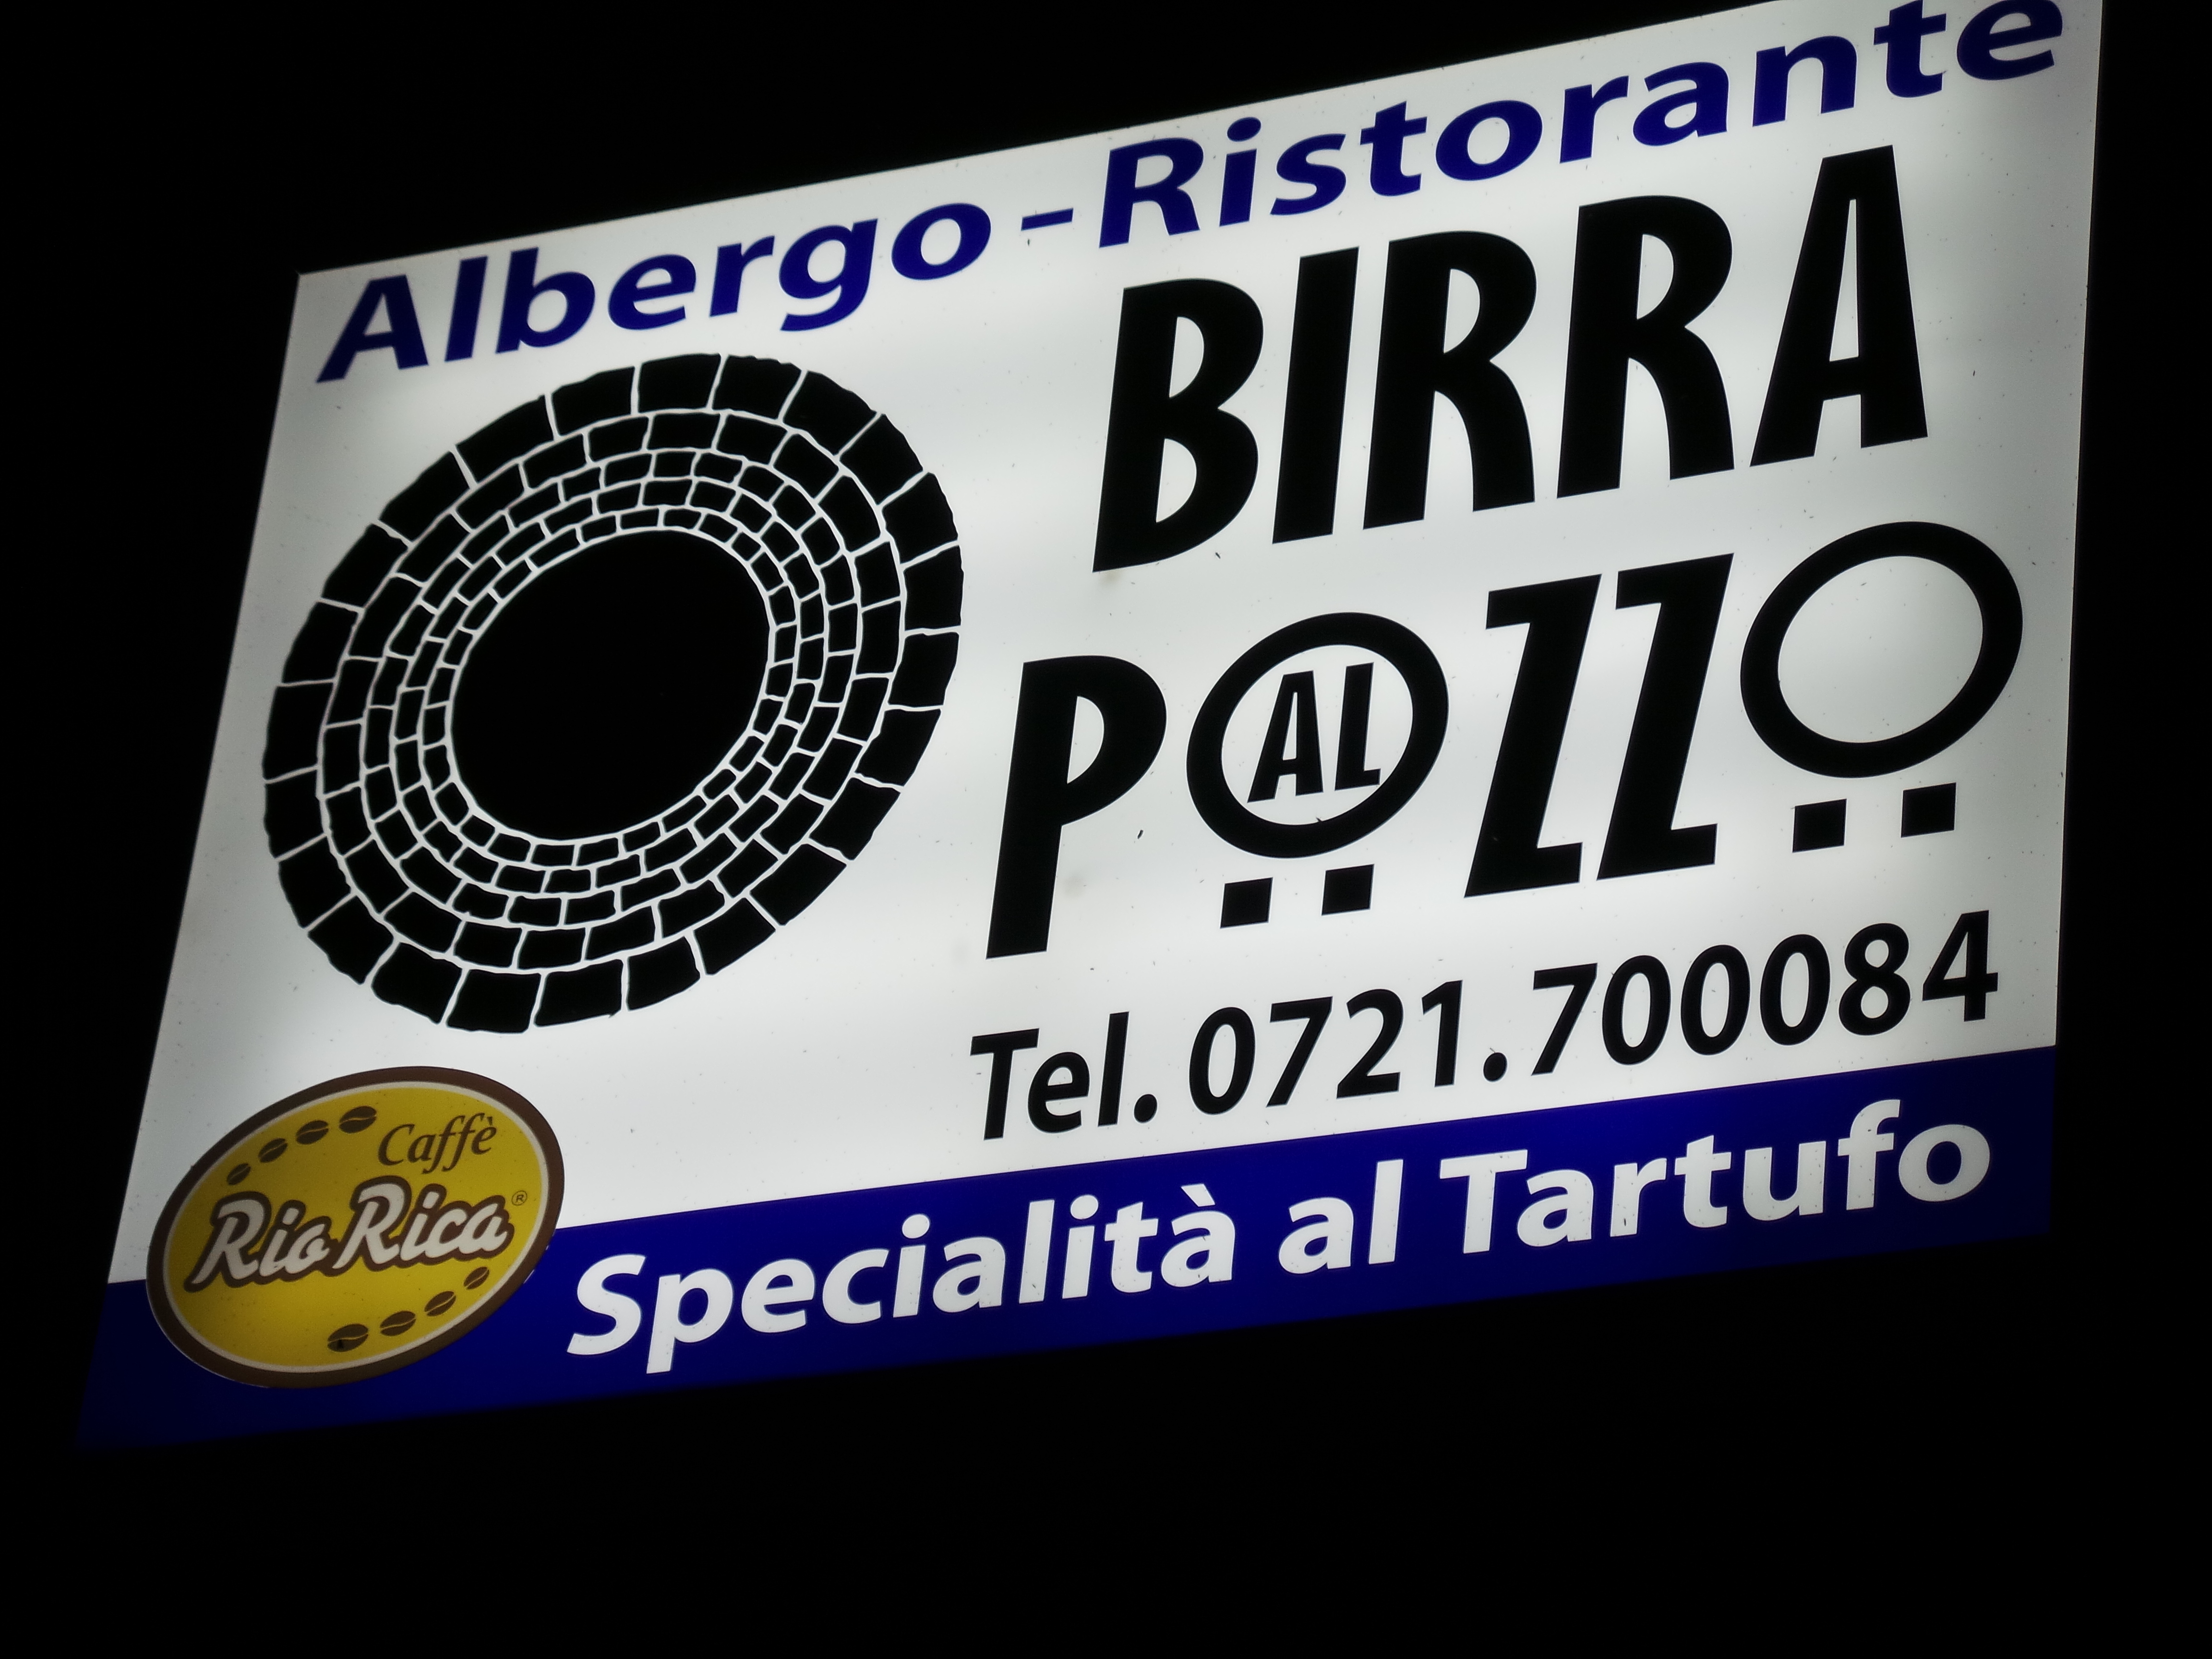 Albergo - Ristorante
BIRRA
AL
POZZO
Tel. 0721.700084
Caffè
Rio Rica®
Specialità al Tartufo